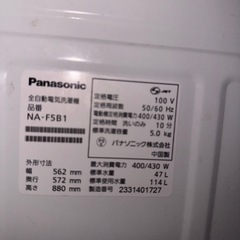 Panasonic
全自動電気洗濯機
品番
NA-F5B1
外形寸法
幅 562 mm
奥行 572 mm
高さ 880 mm
JET
定格電圧 100 V
定格周波数 50/60 Hz
電動機定格消費電力 400/430 W
定格時間 洗いのみ 10 分
標準洗濯容量 5.0 kg
パナソニック株式会社
中国製
最大消費電力 400/430 W
標準水量 47 L
標準使用水量 114 L
2331401727